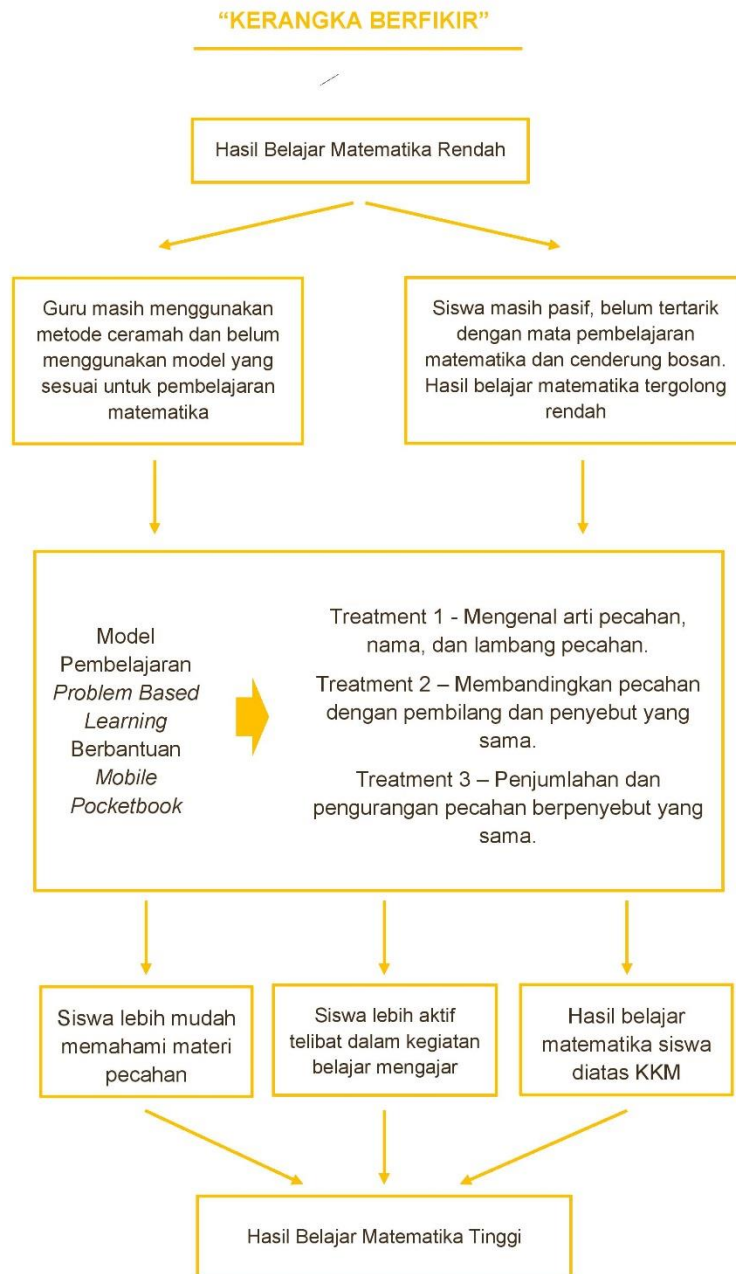 “KERANGKA BERFIKIR”
Hasil Belajar Matematika Rendah
Guru masih menggunakan
metode ceramah dan belum
menggunakan model yang
sesuai untuk pembelajaran
matematika
Siswa masih pasif, belum tertarik
dengan mata pembelajaran
matematika dan cenderung bosan.
Hasil belajar matematika tergolong
rendah
Model
Pembelajaran
Problem Based
Learning
Berbantuan
Mobile
Pocketbook
Treatment 1 - Mengenal arti pecahan,
nama, dan lambang pecahan.
Treatment 2 – Membandingkan pecahan
dengan pembilang dan penyebut yang
sama.
Treatment 3 – Penjumlahan dan
pengurangan pecahan berpenyebut yang
sama.
Siswa lebih mudah
memahami materi
pecahan
Siswa lebih aktif
telibat dalam kegiatan
belajar mengajar
Hasil belajar
matematika siswa
diatas KKM
Hasil Belajar Matematika Tinggi